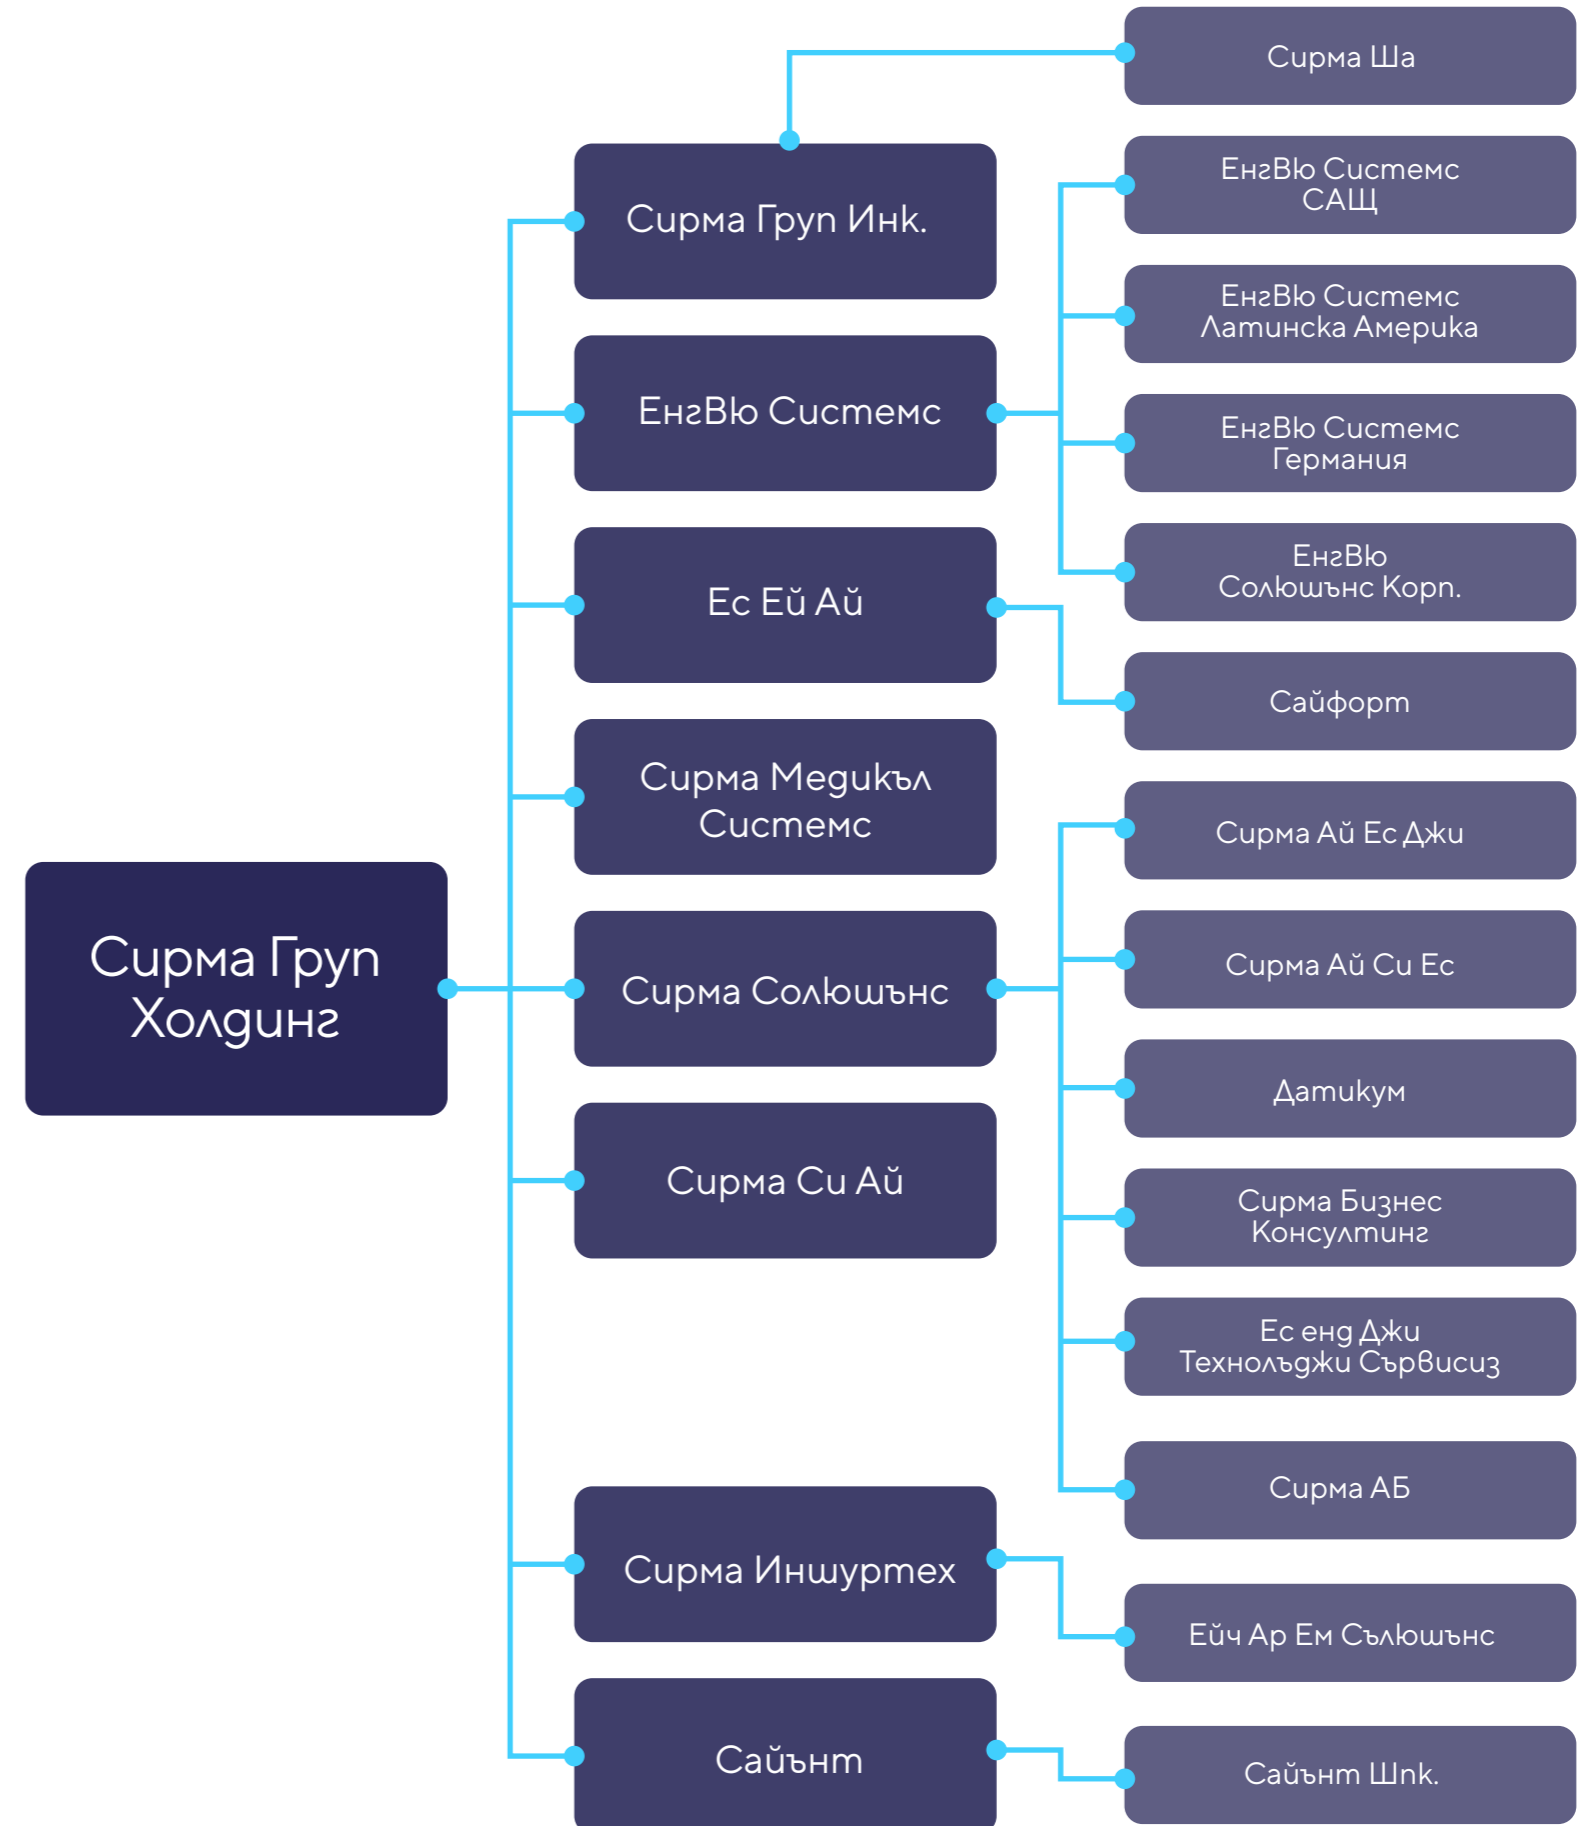 Сирма Груп
Холдинг
Сирма Груп Инк.
ЕнгВю Системс
Ес Ей Ай
Сирма Медикъл
Системс
Сирма Солюшънс
Сирма Си Ай
Сирма Иншуртех
Сайънт
Сирма Ша
ЕнгВю Системс
САЩ
ЕнгВю Системс
Латинска Америка
ЕнгВю Системс
Германия
ЕнгВю
Солюшънс Корп.
Сайфорт
Сирма Ай Ес Джи
Сирма Ай Си Ес
Датикум
Сирма Бизнес
Консултинг
Ес енд Джи
Технолъджи Сървисиз
Сирма АБ
Ейч Ар Ем Сълюшънс
Сайънт Шпк.